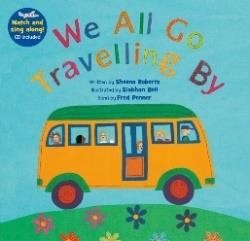 Watch and
sing along!
CD included
We All Go
Travelling By
Written by Sheena Roberts
Illustrated by Siobhan Bell
Sung by Fred Penner